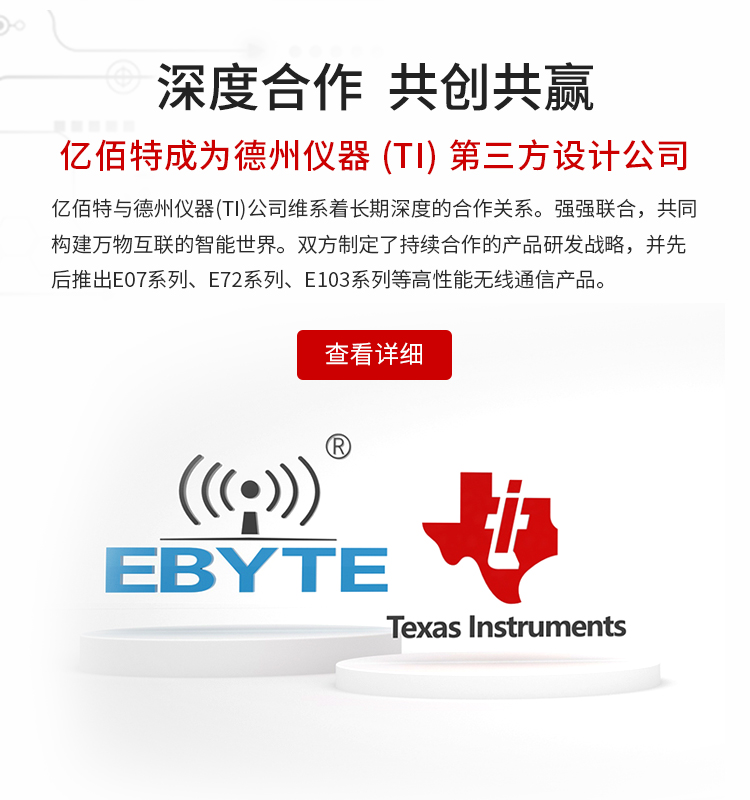 深度合作 共创共赢
亿佰特成为德州仪器 (TI) 第三方设计公司
亿佰特与德州仪器(TI)公司维系着长期深度的合作关系。强强联合，共同
构建万物互联的智能世界。双方制定了持续合作的产品研发战略，并先
后推出E07系列、E72系列、E103系列等高性能无线通信产品。
查看详细
®
EBYTE
ti
Texas Instruments